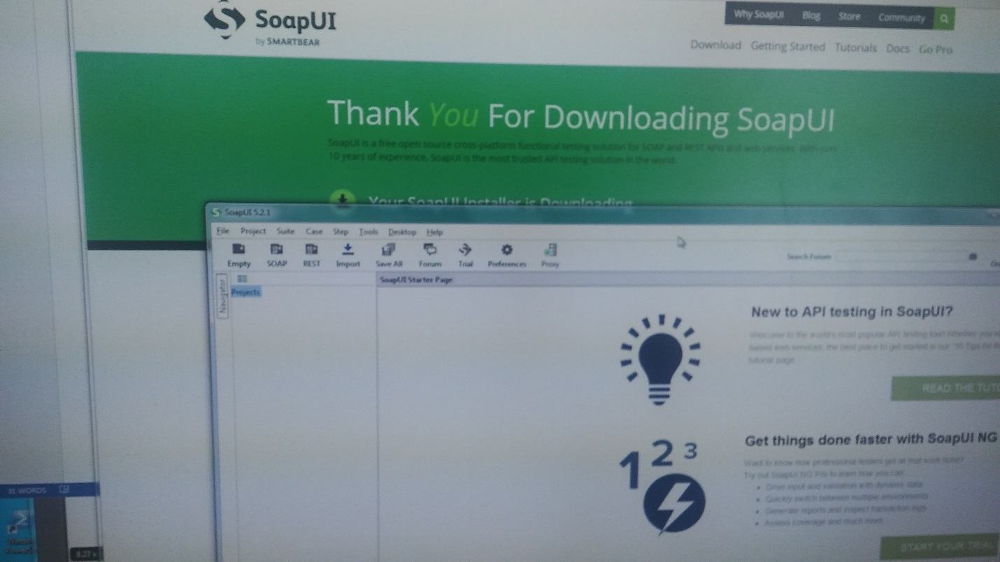 SoapUI
by SMARTBEAR
Why SoapUI Blog Store Community
Download Getting Started Tutorials Docs Go Pro
Thank You For Downloading SoapUI
SoapUI is a free open source cross-platform functional testing solution for SOAP and REST APIs and web services. With over
10 years of experience, SoapUI is the most trusted API testing solution in the world.
Your SoapUI Installer is Downloading
SoapUI 5.2.1
File Project Suite Case Step Tools Desktop Help
Empty SOAP REST Import Save All Forum Trial Preferences Proxy
Search Forum
Navigator
Projects
SoapUI Starter Page
New to API testing in SoapUI?
Welcome to the world's most popular API testing tool! Whether you
based web services, the best place to get started is our "10 Tips for
tutorial page.
READ THE TUT
1 2 3
Get things done faster with SoapUI NG
Want to know how professional testers get all that work done?
Try out SoapUI NG Pro to learn how you can:
• Drive input and validation with dynamic data
• Quickly switch between multiple environments
• Generate reports and inspect transaction logs
• Assess coverage and much more
START YOUR TRIAL
31 WORDS
8.27 x